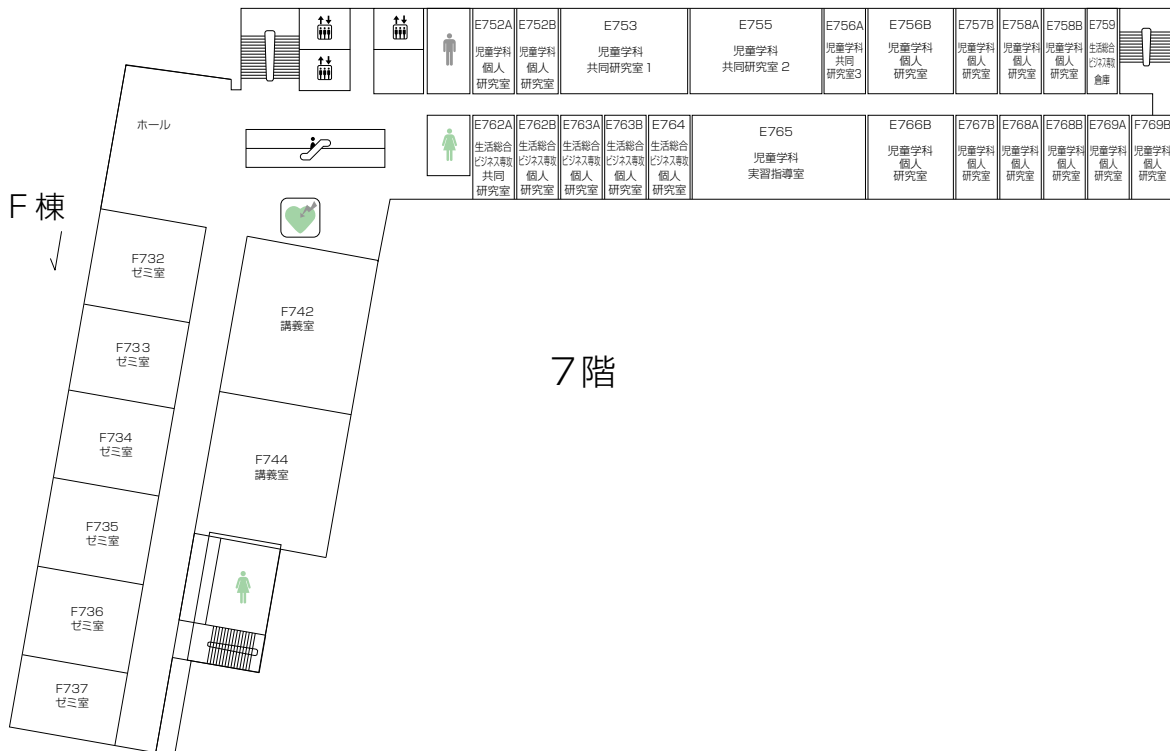 E752A
児童学科
個人
研究室
E752B
児童学科
個人
研究室
E753
児童学科
共同研究室1
E755
児童学科
共同研究室2
E756A
児童学科
共同
研究室3
E756B
児童学科
個人
研究室
E757B
児童学科
個人
研究室
E758A
児童学科
個人
研究室
E758B
児童学科
個人
研究室
E759
生活総合
ビジネス専攻
倉庫
ホール
E762A
生活総合
ビジネス専攻
共同
研究室
E762B
生活総合
ビジネス専攻
個人
研究室
E763A
生活総合
ビジネス専攻
個人
研究室
E763B
生活総合
ビジネス専攻
個人
研究室
E764
生活総合
ビジネス専攻
個人
研究室
E765
児童学科
実習指導室
E766B
児童学科
個人
研究室
E767B
児童学科
個人
研究室
E768A
児童学科
個人
研究室
E768B
児童学科
個人
研究室
E769A
児童学科
個人
研究室
F769B
児童学科
個人
研究室
F棟
F732
ゼミ室
F742
講義室
F733
ゼミ室
7階
F734
ゼミ室
F744
講義室
F735
ゼミ室
F736
ゼミ室
F737
ゼミ室